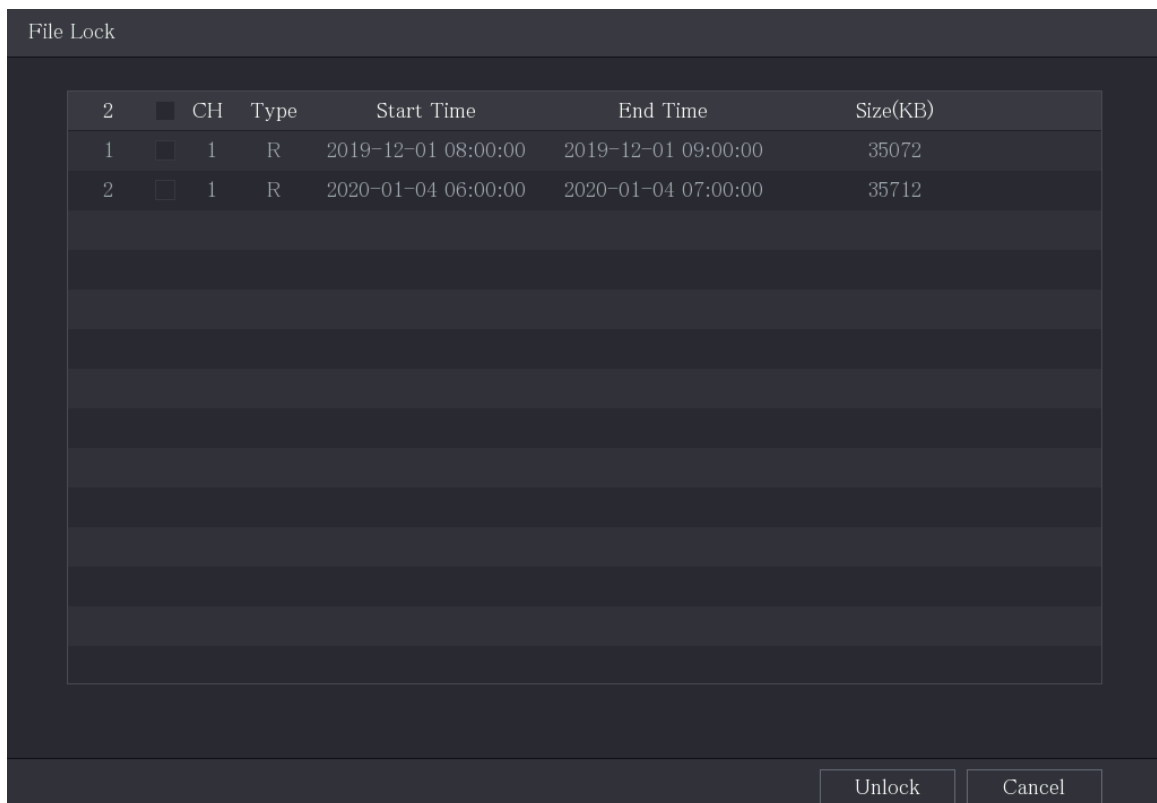 File Lock
2 CH Type Start Time End Time Size(KB)
1 1 R 2019-12-01 08:00:00 2019-12-01 09:00:00 35072
2 1 R 2020-01-04 06:00:00 2020-01-04 07:00:00 35712
Unlock Cancel